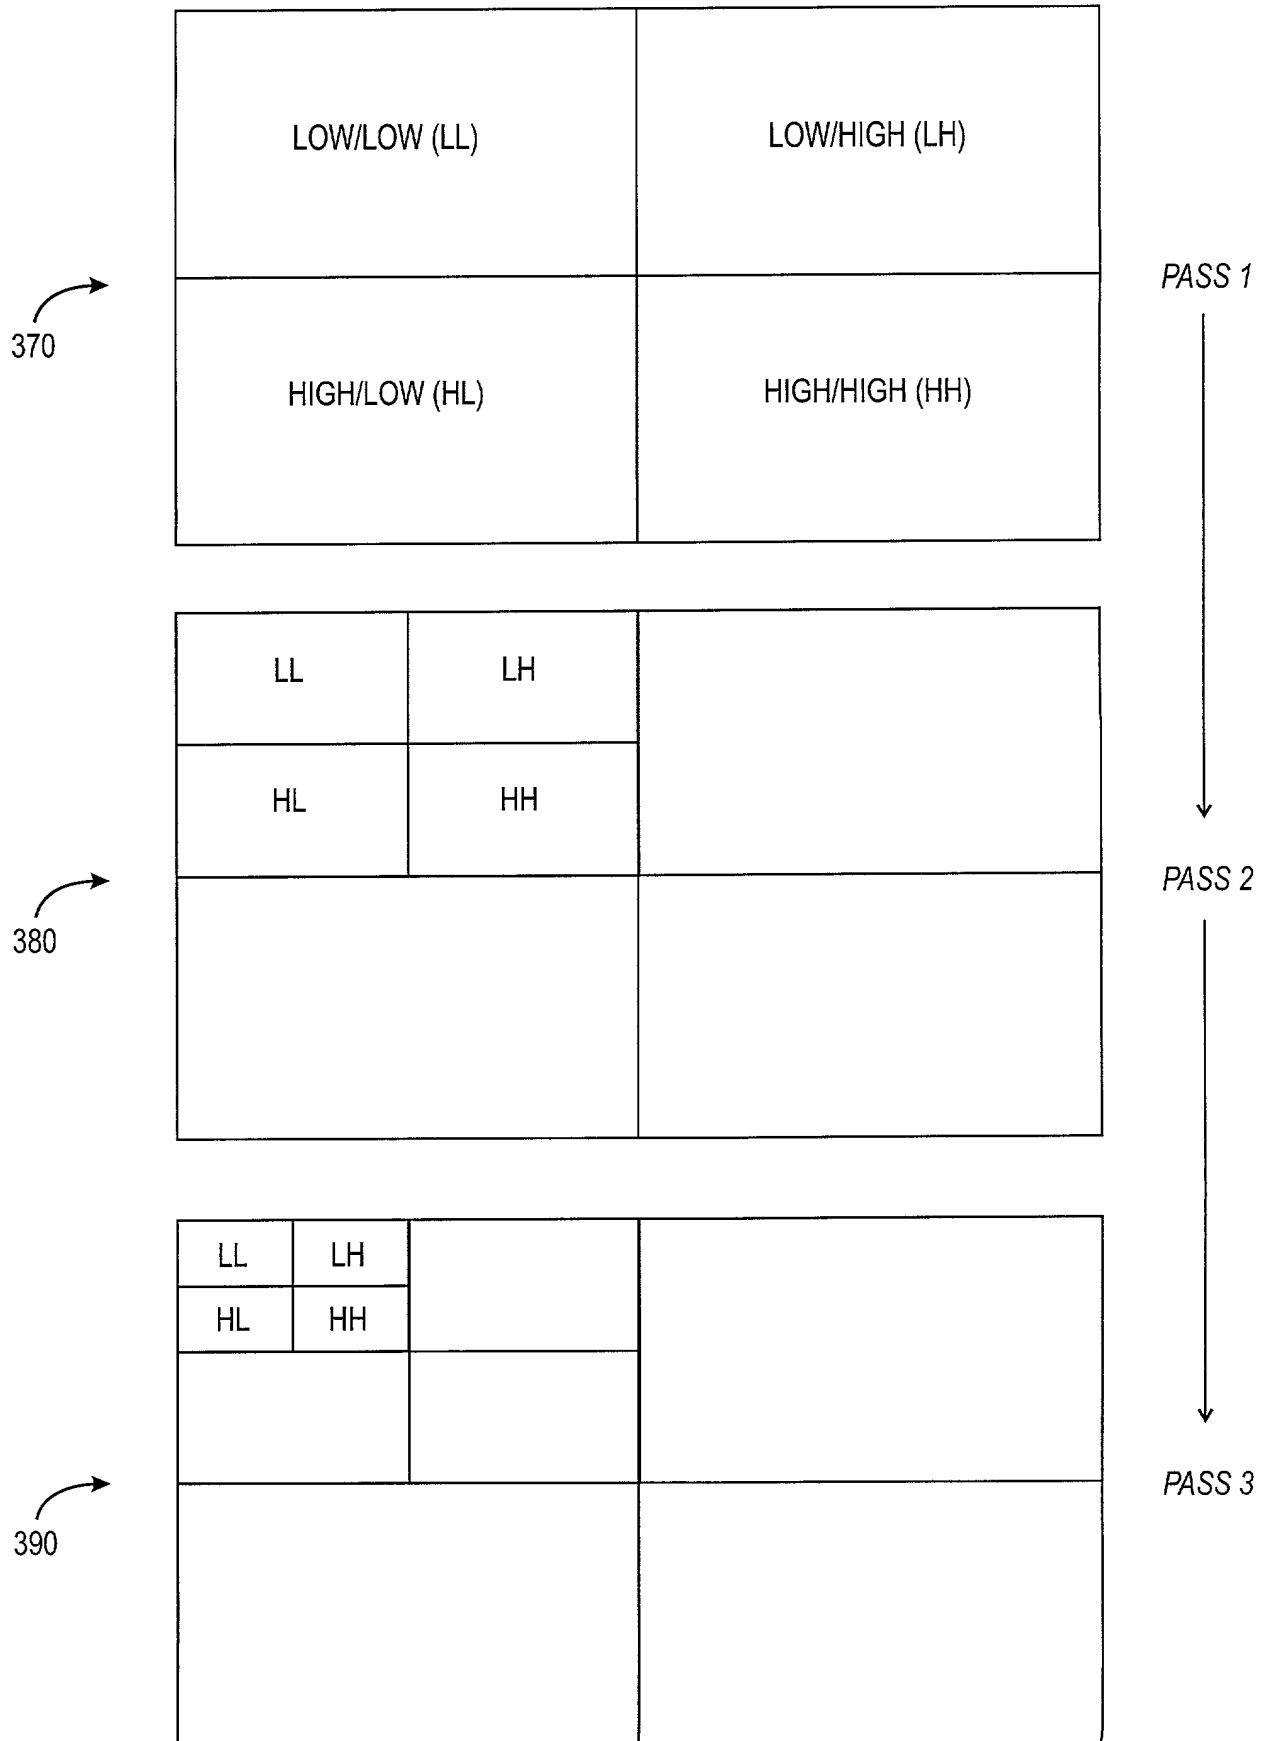 LOW/LOW (LL)
LOW/HIGH (LH)
PASS 1
370
HIGH/LOW (HL)
HIGH/HIGH (HH)
LL
LH
HL
HH
PASS 2
380
LL
LH
HL
HH
PASS 3
390